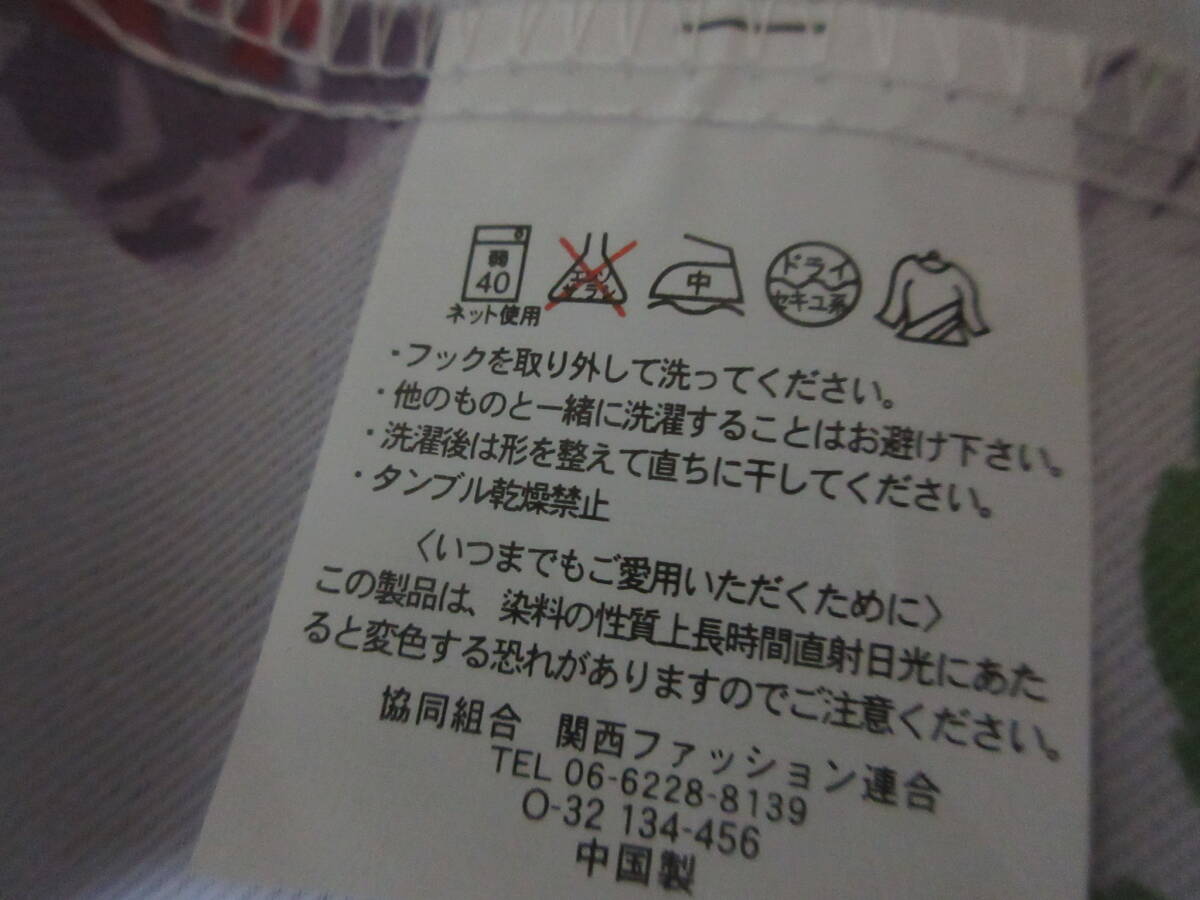 弱
40
ネット使用
エンソ
サラシ
中
ドライ
セキユ系
・フックを取り外して洗ってください。
・他のものと一緒に洗濯することはお避け下さい。
・洗濯後は形を整えて直ちに干してください。
・タンブル乾燥禁止
〈いつまでもご愛用いただくために〉
この製品は、染料の性質上長時間直射日光にあた
ると変色する恐れがありますのでご注意ください。
協同組合 関西ファッション連合
TEL 06-6228-8139
O-32 134-456
中国製